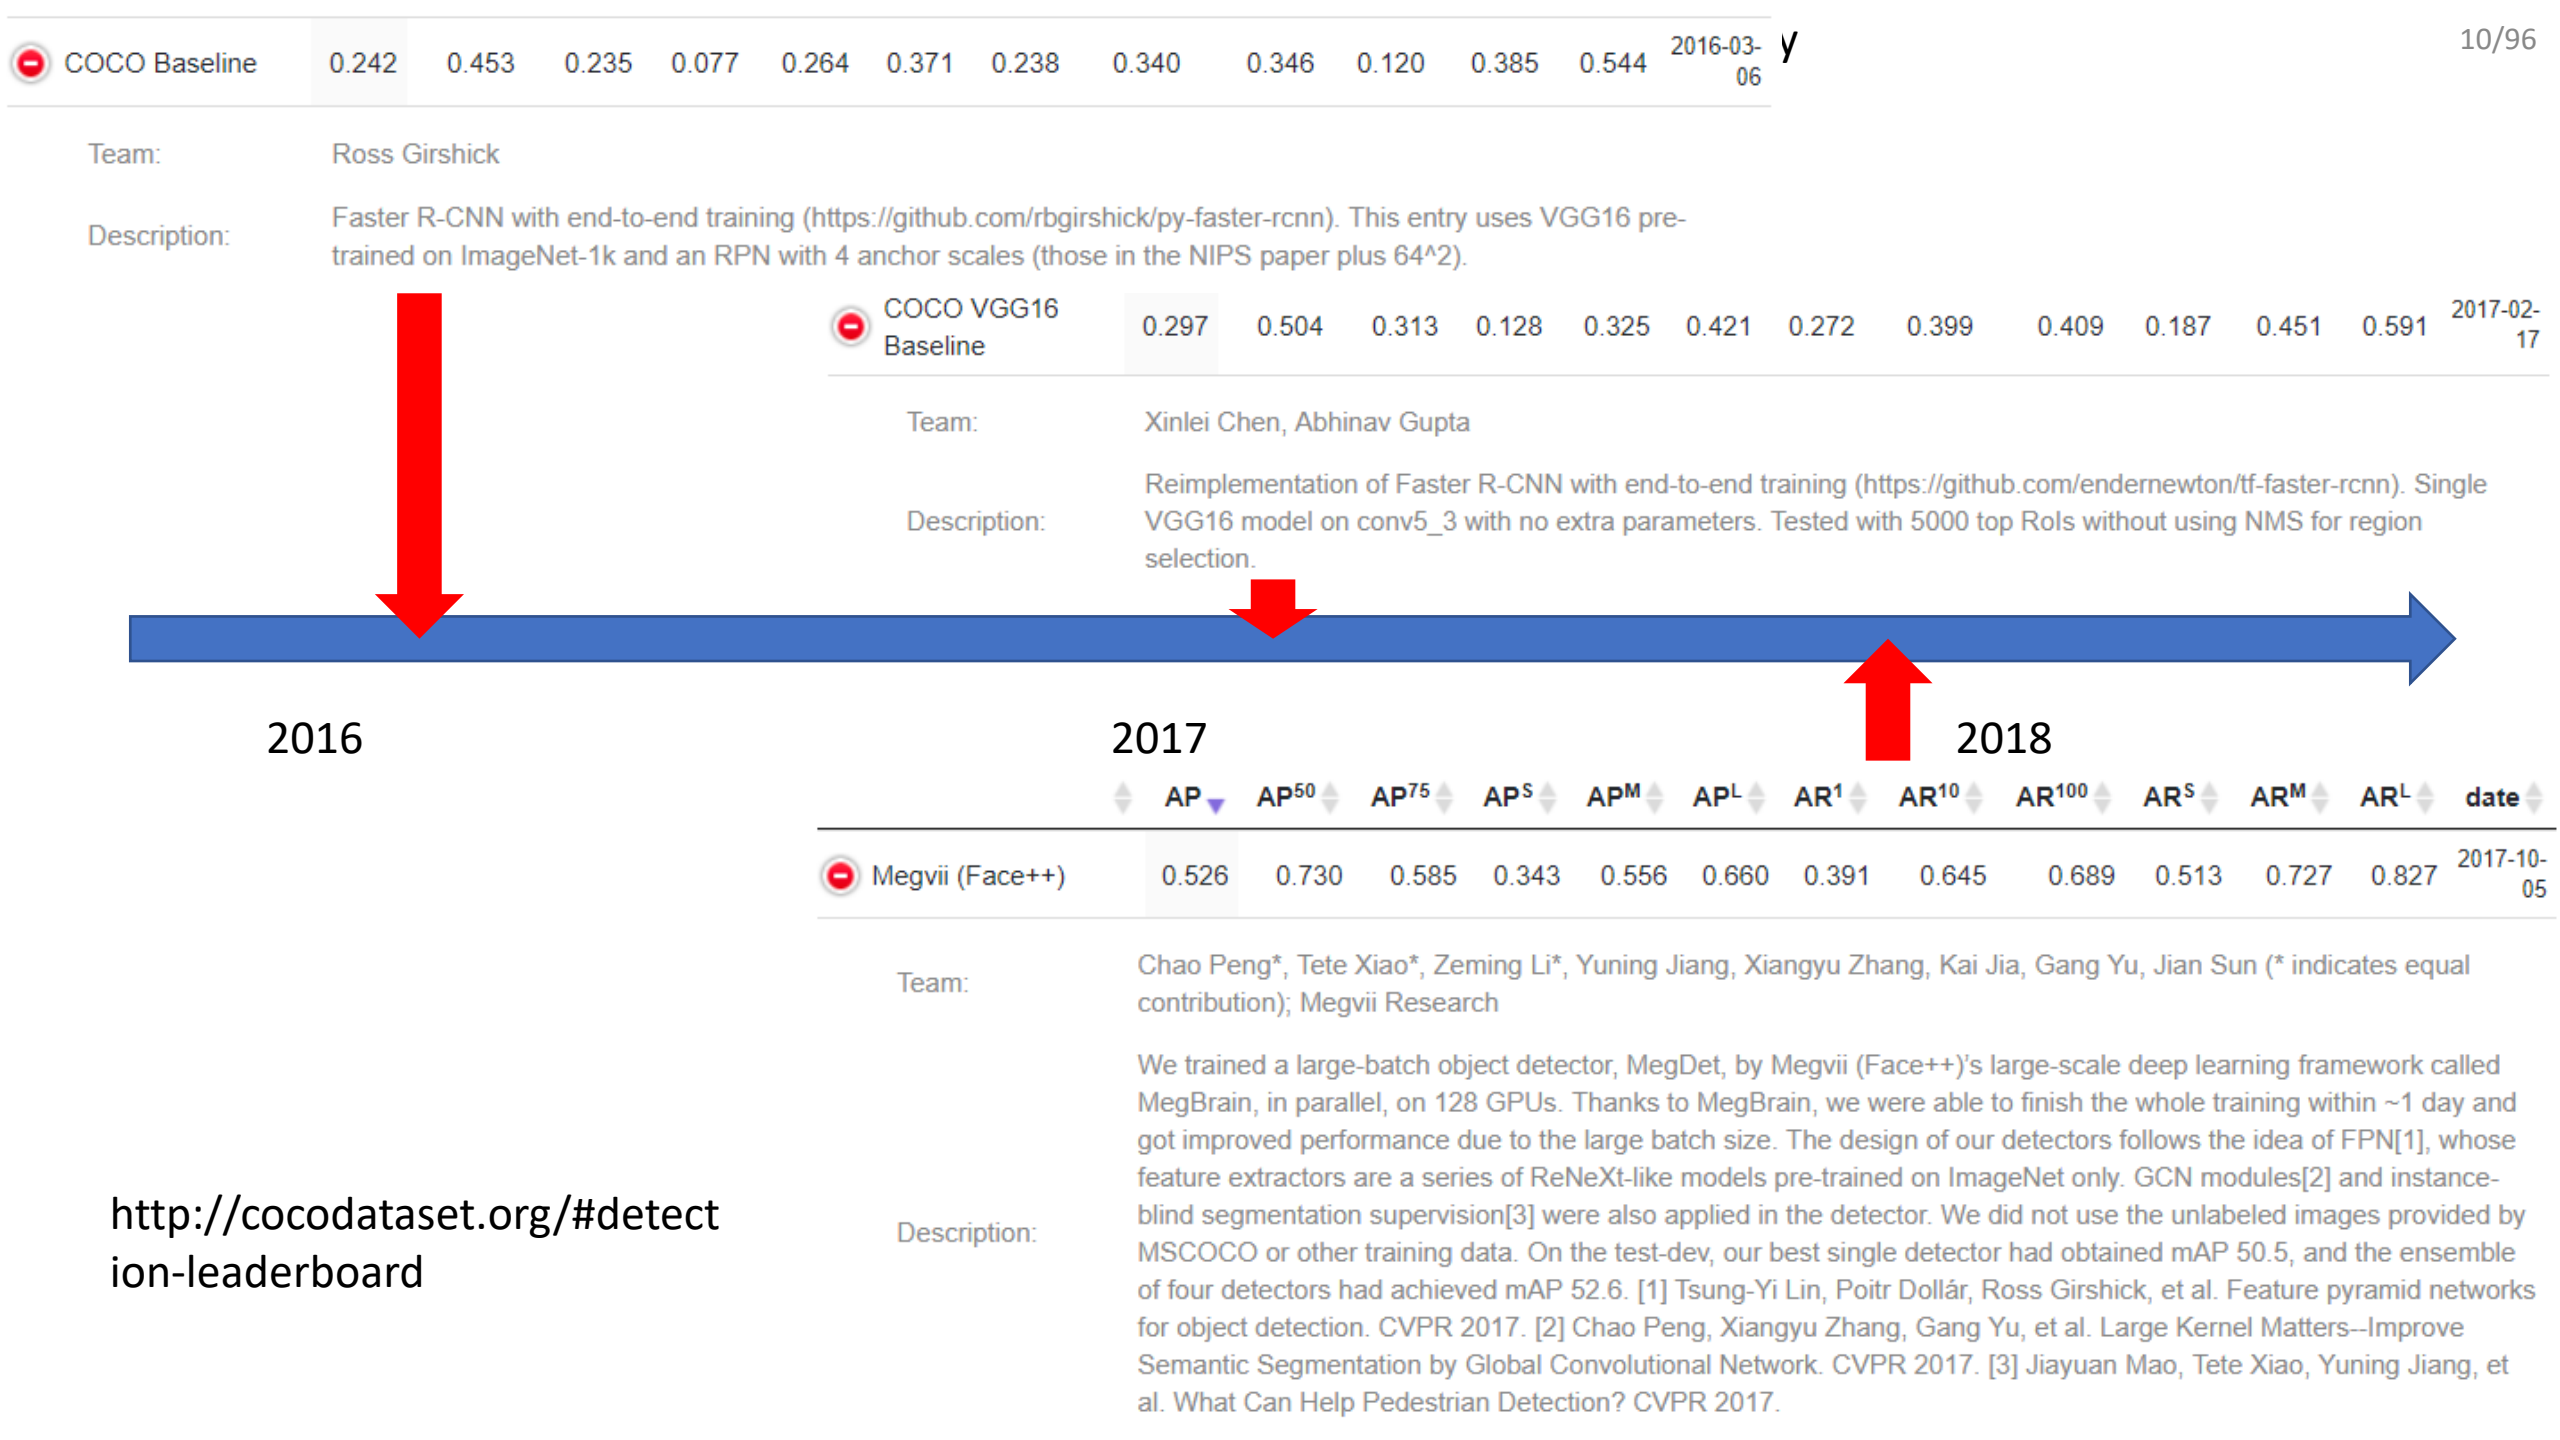 10/96
COCO Baseline 0.242 0.453 0.235 0.077 0.264 0.371 0.238 0.340 0.346 0.120 0.385 0.544 2016-03-
06
y
Team: Ross Girshick
Description: Faster R-CNN with end-to-end training (https://github.com/rbgirshick/py-faster-rcnn). This entry uses VGG16 pre-
trained on ImageNet-1k and an RPN with 4 anchor scales (those in the NIPS paper plus 64^2).
COCO VGG16
Baseline 0.297 0.504 0.313 0.128 0.325 0.421 0.272 0.399 0.409 0.187 0.451 0.591 2017-02-
17
Team: Xinlei Chen, Abhinav Gupta
Description: Reimplementation of Faster R-CNN with end-to-end training (https://github.com/endernewton/tf-faster-rcnn). Single
VGG16 model on conv5_3 with no extra parameters. Tested with 5000 top RoIs without using NMS for region
selection.
2016 2017 2018
AP AP50 AP75 APS APM APL AR1 AR10 AR100 ARS ARM ARL date
Megvii (Face++) 0.526 0.730 0.585 0.343 0.556 0.660 0.391 0.645 0.689 0.513 0.727 0.827 2017-10-
05
Team: Chao Peng*, Tete Xiao*, Zeming Li*, Yuning Jiang, Xiangyu Zhang, Kai Jia, Gang Yu, Jian Sun (* indicates equal
contribution); Megvii Research
Description: We trained a large-batch object detector, MegDet, by Megvii (Face++)'s large-scale deep learning framework called
MegBrain, in parallel, on 128 GPUs. Thanks to MegBrain, we were able to finish the whole training within ~1 day and
got improved performance due to the large batch size. The design of our detectors follows the idea of FPN[1], whose
feature extractors are a series of ReNeXt-like models pre-trained on ImageNet only. GCN modules[2] and instance-
blind segmentation supervision[3] were also applied in the detector. We did not use the unlabeled images provided by
MSCOCO or other training data. On the test-dev, our best single detector had obtained mAP 50.5, and the ensemble
of four detectors had achieved mAP 52.6. [1] Tsung-Yi Lin, Poitr Dollár, Ross Girshick, et al. Feature pyramid networks
for object detection. CVPR 2017. [2] Chao Peng, Xiangyu Zhang, Gang Yu, et al. Large Kernel Matters--Improve
Semantic Segmentation by Global Convolutional Network. CVPR 2017. [3] Jiayuan Mao, Tete Xiao, Yuning Jiang, et
al. What Can Help Pedestrian Detection? CVPR 2017.
http://cocodataset.org/#detect
ion-leaderboard